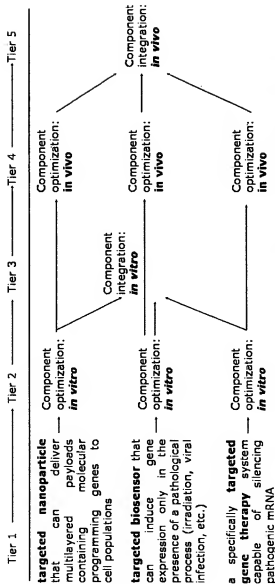 Tier 1 Tier 2 Tier 3 Tier 4 Tier 5
targeted nanoparticle
that can deliver
multilayered payloads
containing molecular
programming genes to
cell populations
Component
optimization:
in vitro
Component
optimization:
in vivo
Component
integration:
in vitro
Component
integration:
in vivo
targeted biosensor that
can induce gene
expression only in the
presence of a pathological
process (irradiation, viral
infection, etc.)
Component
optimization:
in vitro
Component
optimization:
in vivo
specifically targeted
gene therapy system
capable of silencing
pathogenic mRNA
Component
optimization:
in vitro
Component
optimization:
in vivo